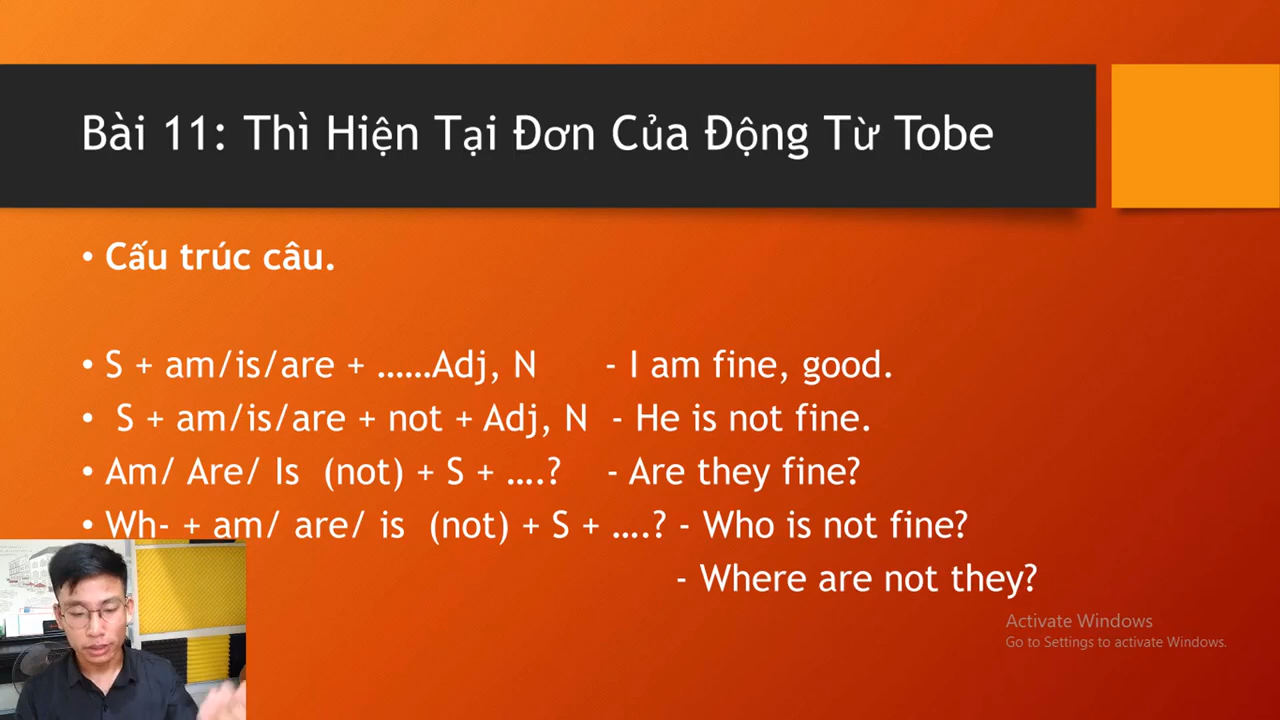 Bài 11: Thì Hiện Tại Đơn Của Động Từ Tobe
• Cấu trúc câu.
• S + am/is/are + ......Adj, N - I am fine, good.
• S + am/is/are + not + Adj, N - He is not fine.
• Am/ Are/ Is (not) + S + ....? - Are they fine?
• Wh- + am/ are/ is (not) + S + ....? - Who is not fine?
- Where are not they?
Activate Windows
Go to Settings to activate Windows.